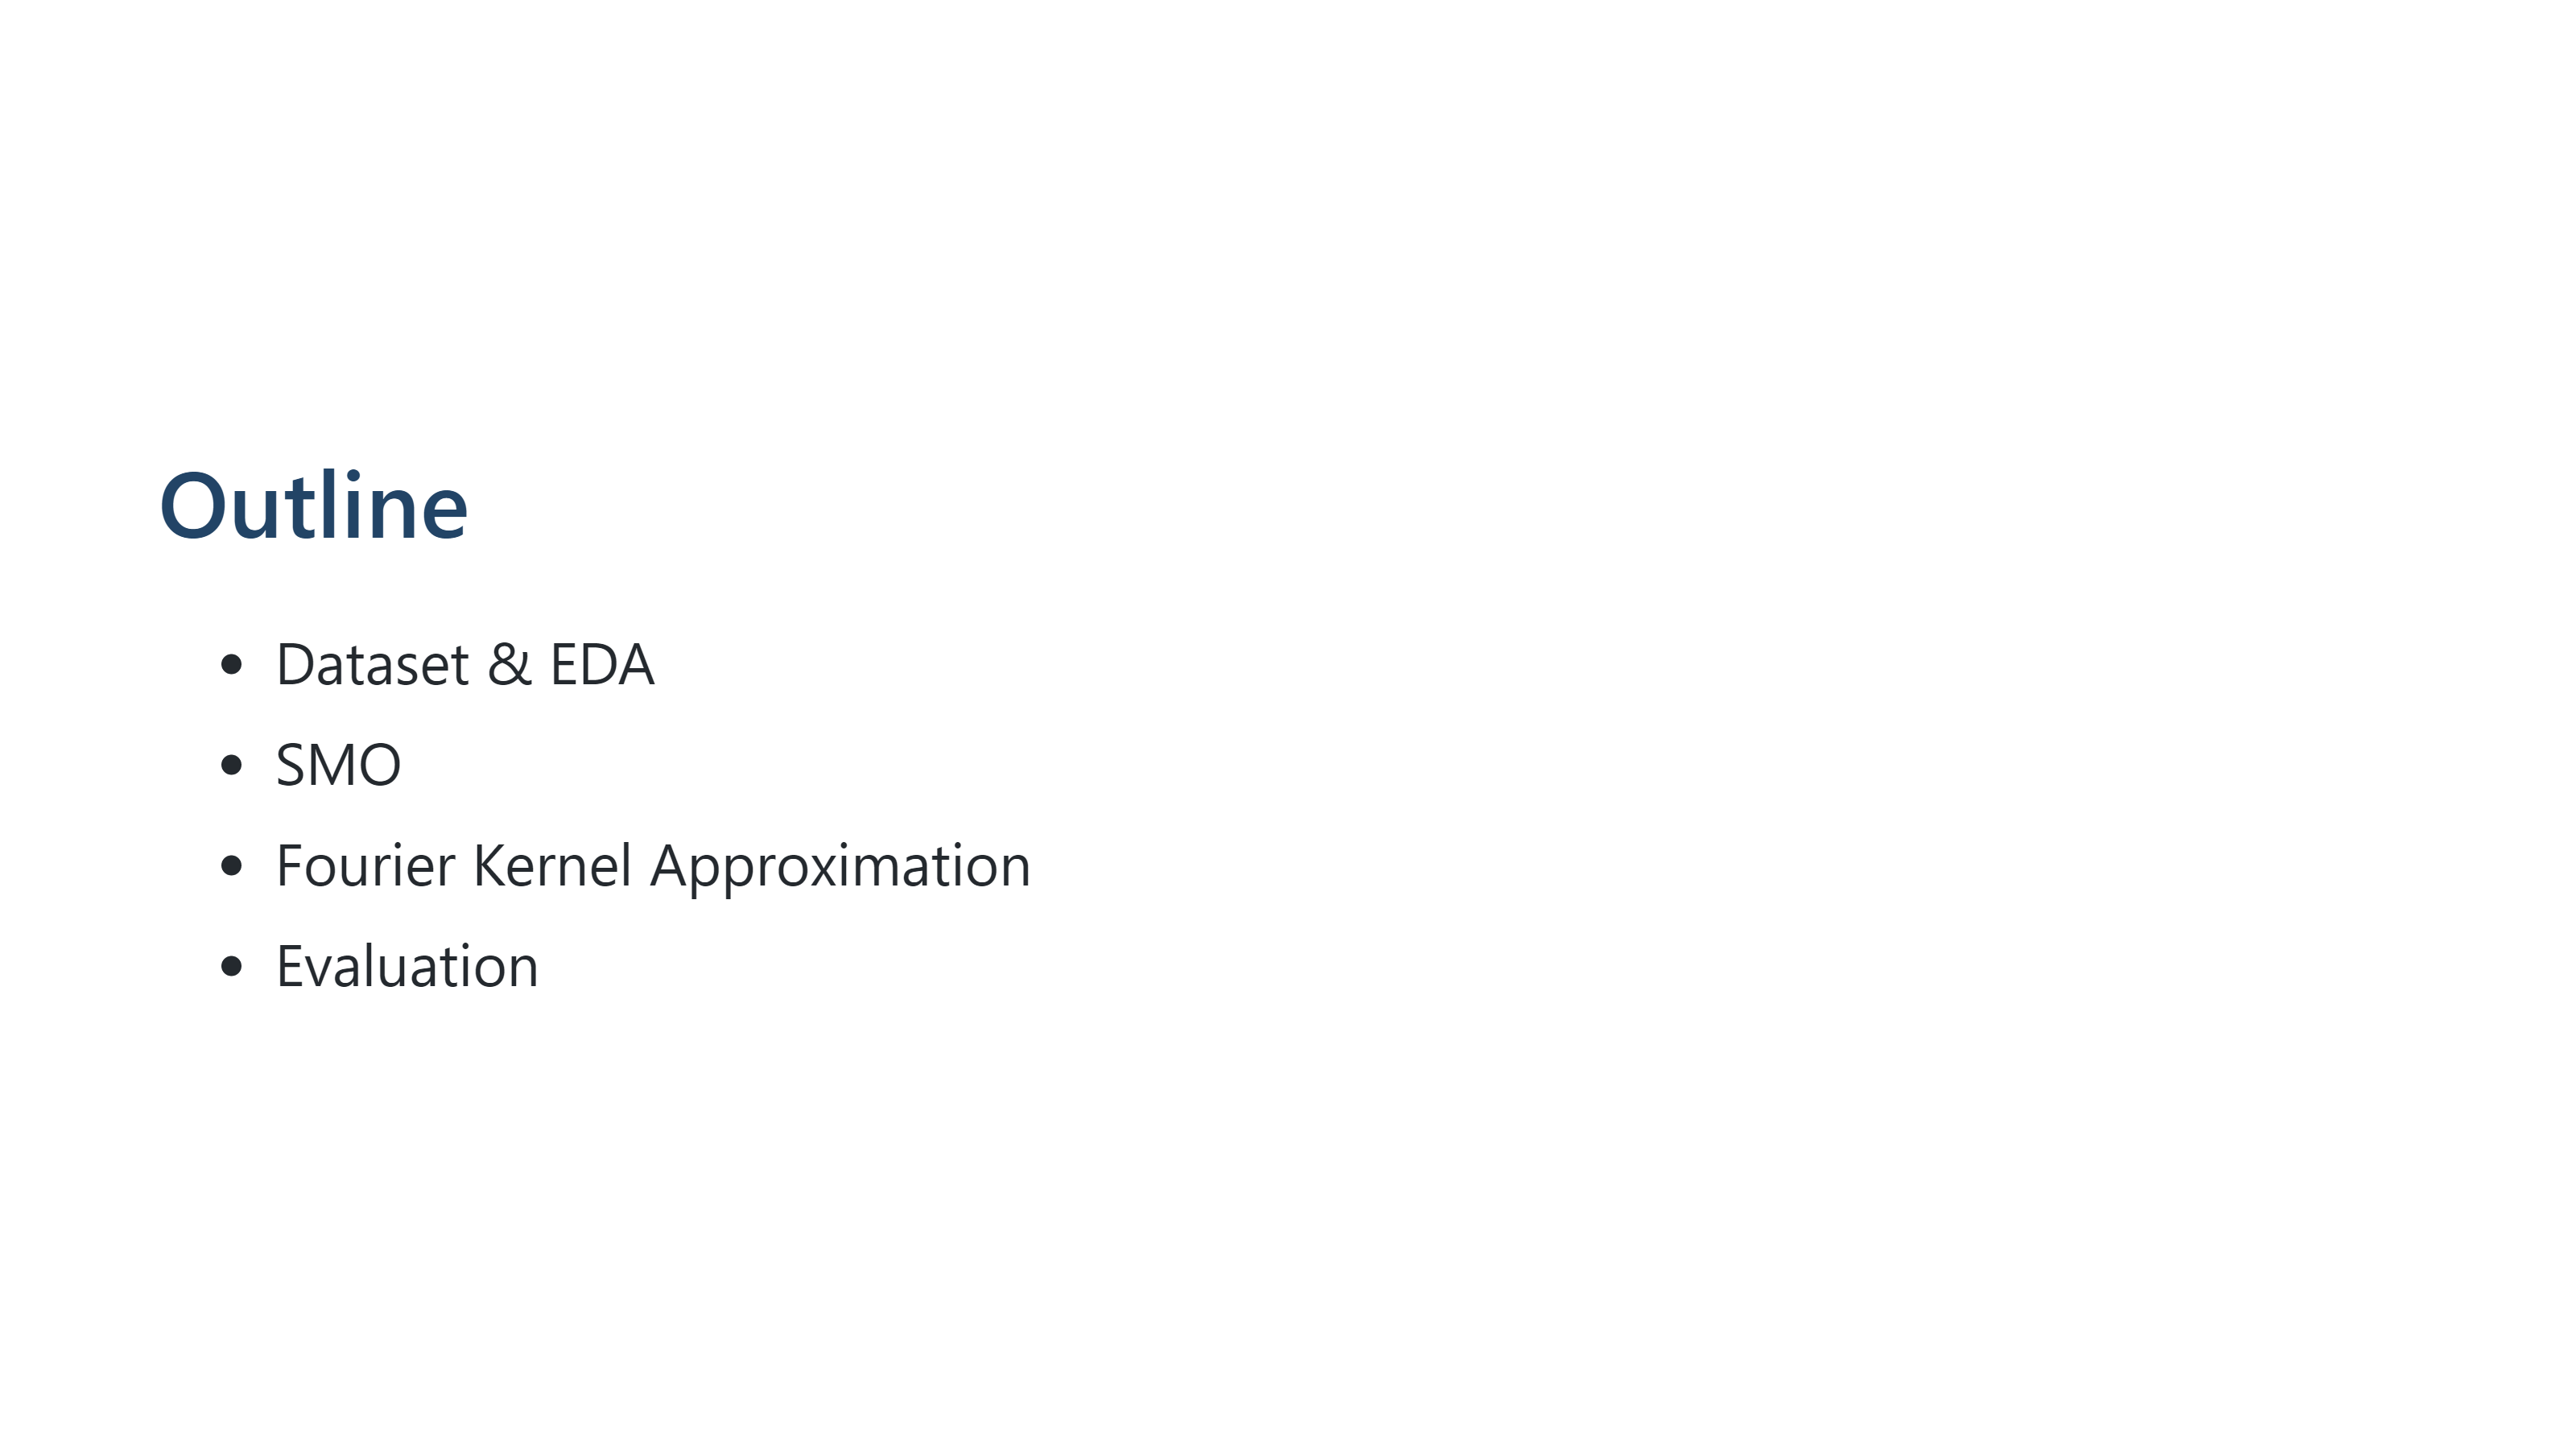 Outline
Dataset & EDA
SMO
Fourier Kernel Approximation
Evaluation